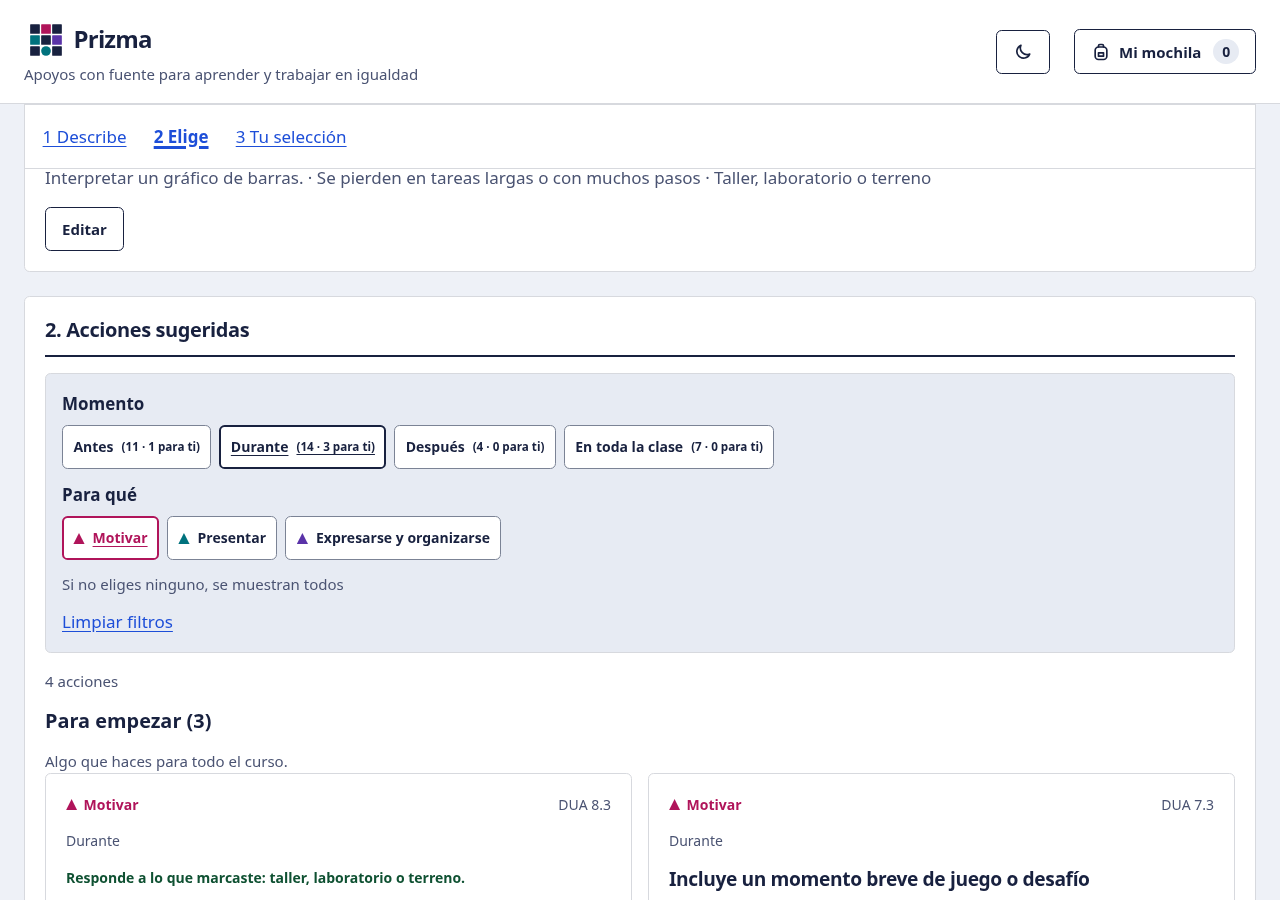 Prizma
Apoyos con fuente para aprender y trabajar en igualdad
Mi mochila 0
1 Describe 2 Elige 3 Tu selección
Interpretar un gráfico de barras. · Se pierden en tareas largas o con muchos pasos · Taller, laboratorio o terreno
Editar
2. Acciones sugeridas
Momento
Antes (11 · 1 para ti) Durante (14 · 3 para ti) Después (4 · 0 para ti) En toda la clase (7 · 0 para ti)
Para qué
Motivar Presentar Expresarse y organizarse
Si no eliges ninguno, se muestran todos
Limpiar filtros
4 acciones
Para empezar (3)
Algo que haces para todo el curso.
Motivar DUA 8.3
Durante
Responde a lo que marcaste: taller, laboratorio o terreno.
Motivar DUA 7.3
Durante
Incluye un momento breve de juego o desafío